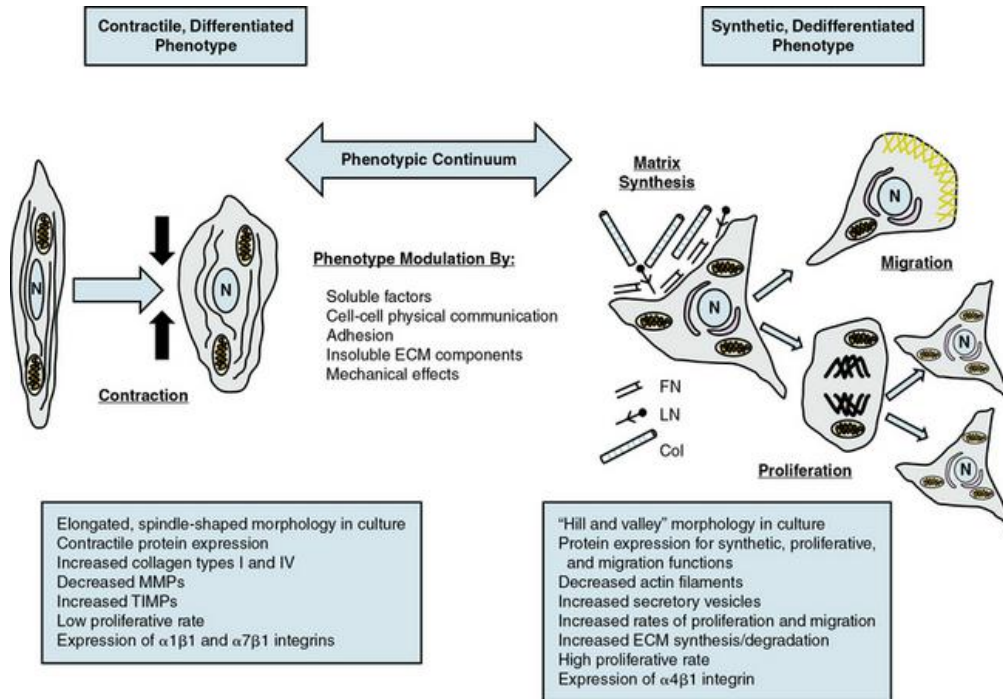 Contractile, Differentiated
Phenotype
Synthetic, Dedifferentiated
Phenotype
Phenotypic Continuum
Matrix
Synthesis
N
N
Contraction
Phenotype Modulation By:
Soluble factors
Cell-cell physical communication
Adhesion
Insoluble ECM components
Mechanical effects
N
N
Migration
FN
LN
Col
Proliferation
N
N
Elongated, spindle-shaped morphology in culture
Contractile protein expression
Increased collagen types I and IV
Decreased MMPs
Increased TIMPs
Low proliferative rate
Expression of α1β1 and α7β1 integrins
“Hill and valley” morphology in culture
Protein expression for synthetic, proliferative,
and migration functions
Decreased actin filaments
Increased secretory vesicles
Increased rates of proliferation and migration
Increased ECM synthesis/degradation
High proliferative rate
Expression of α4β1 integrin